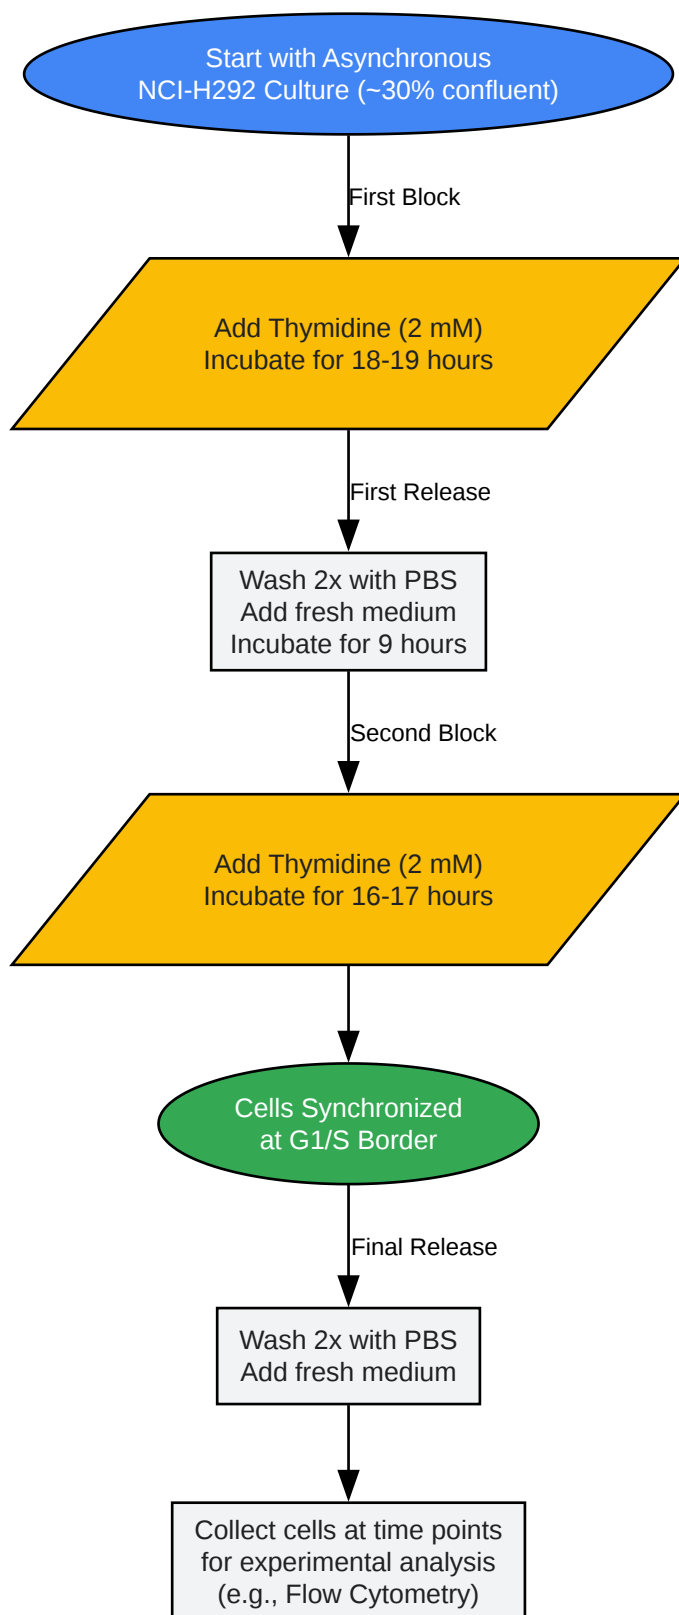 Start with Asynchronous
NCI-H292 Culture (~30% confluent)
First Block
Add Thymidine (2 mM)
Incubate for 18-19 hours
First Release
Wash 2x with PBS
Add fresh medium
Incubate for 9 hours
Second Block
Add Thymidine (2 mM)
Incubate for 16-17 hours
Cells Synchronized
at G1/S Border
Final Release
Wash 2x with PBS
Add fresh medium
Collect cells at time points
for experimental analysis
(e.g., Flow Cytometry)